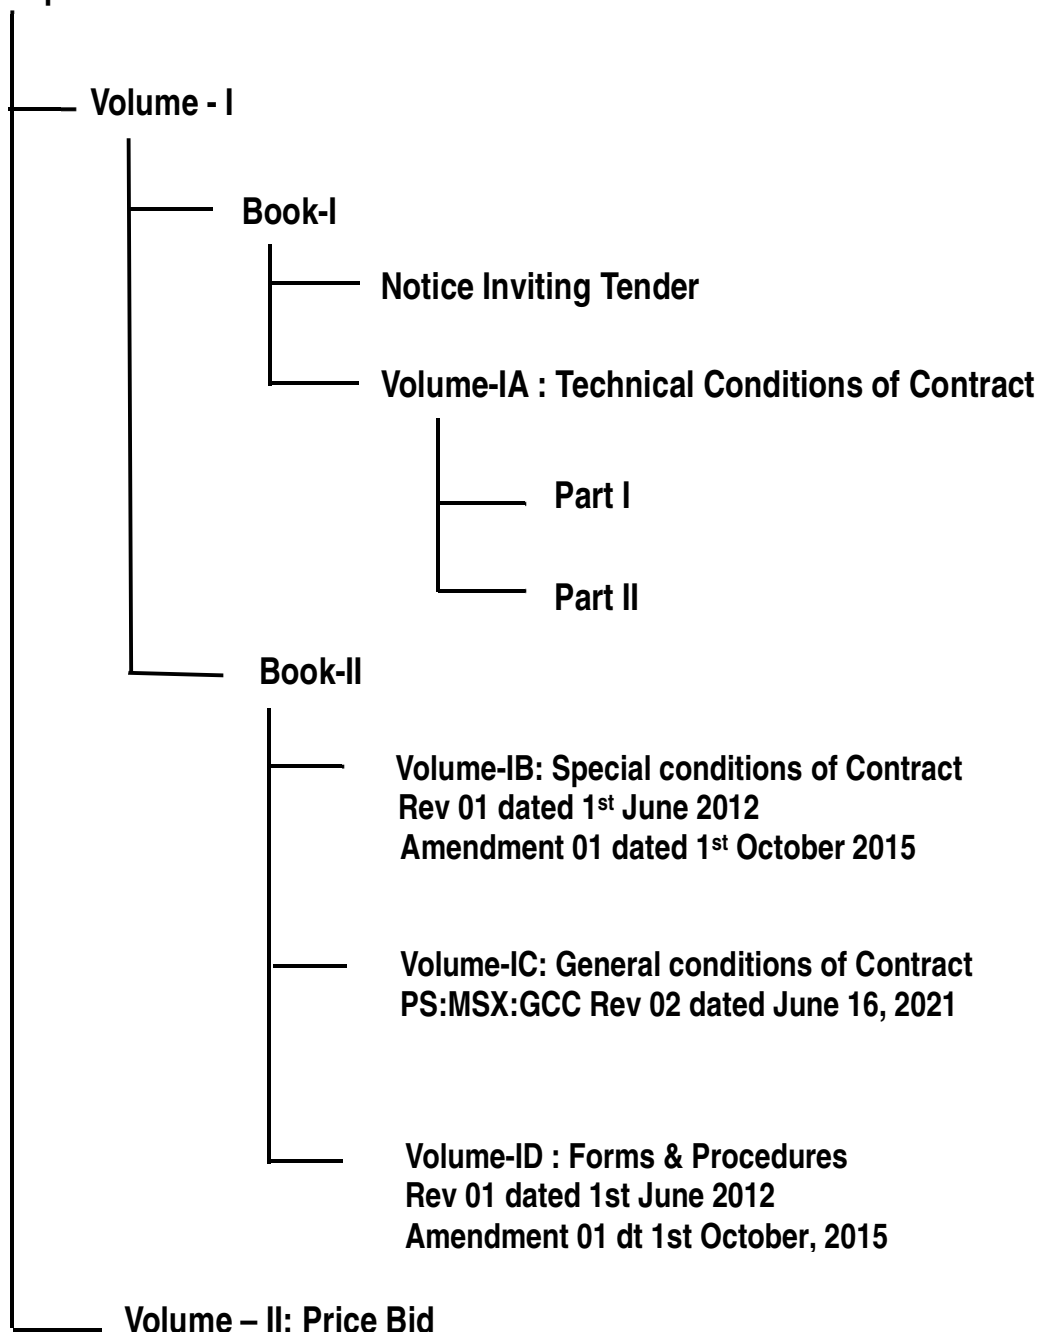 Volume - I
Book-I
Notice Inviting Tender
Volume-IA : Technical Conditions of Contract
Part I
Part II
Book-II
Volume-IB: Special conditions of Contract
Rev 01 dated 1st June 2012
Amendment 01 dated 1st October 2015
Volume-IC: General conditions of Contract
PS:MSX:GCC Rev 02 dated June 16, 2021
Volume-ID : Forms & Procedures
Rev 01 dated 1st June 2012
Amendment 01 dt 1st October, 2015
Volume – II: Price Bid